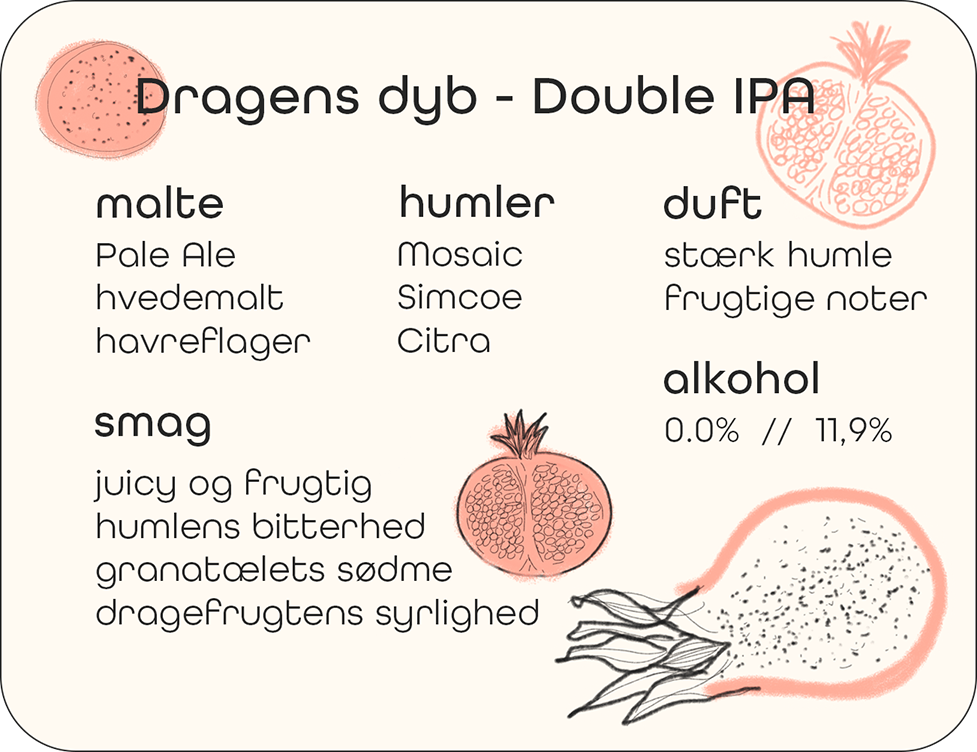 Dragens dyb - Double IPA
malte
Pale Ale
hvedemalt
havreflager
humler
Mosaic
Simcoe
Citra
duft
stærk humle
frugtige noter
alkohol
0.0% // 11,9%
smag
juicy og frugtig
humlens bitterhed
granatælets sødme
dragefrugtens syrlighed